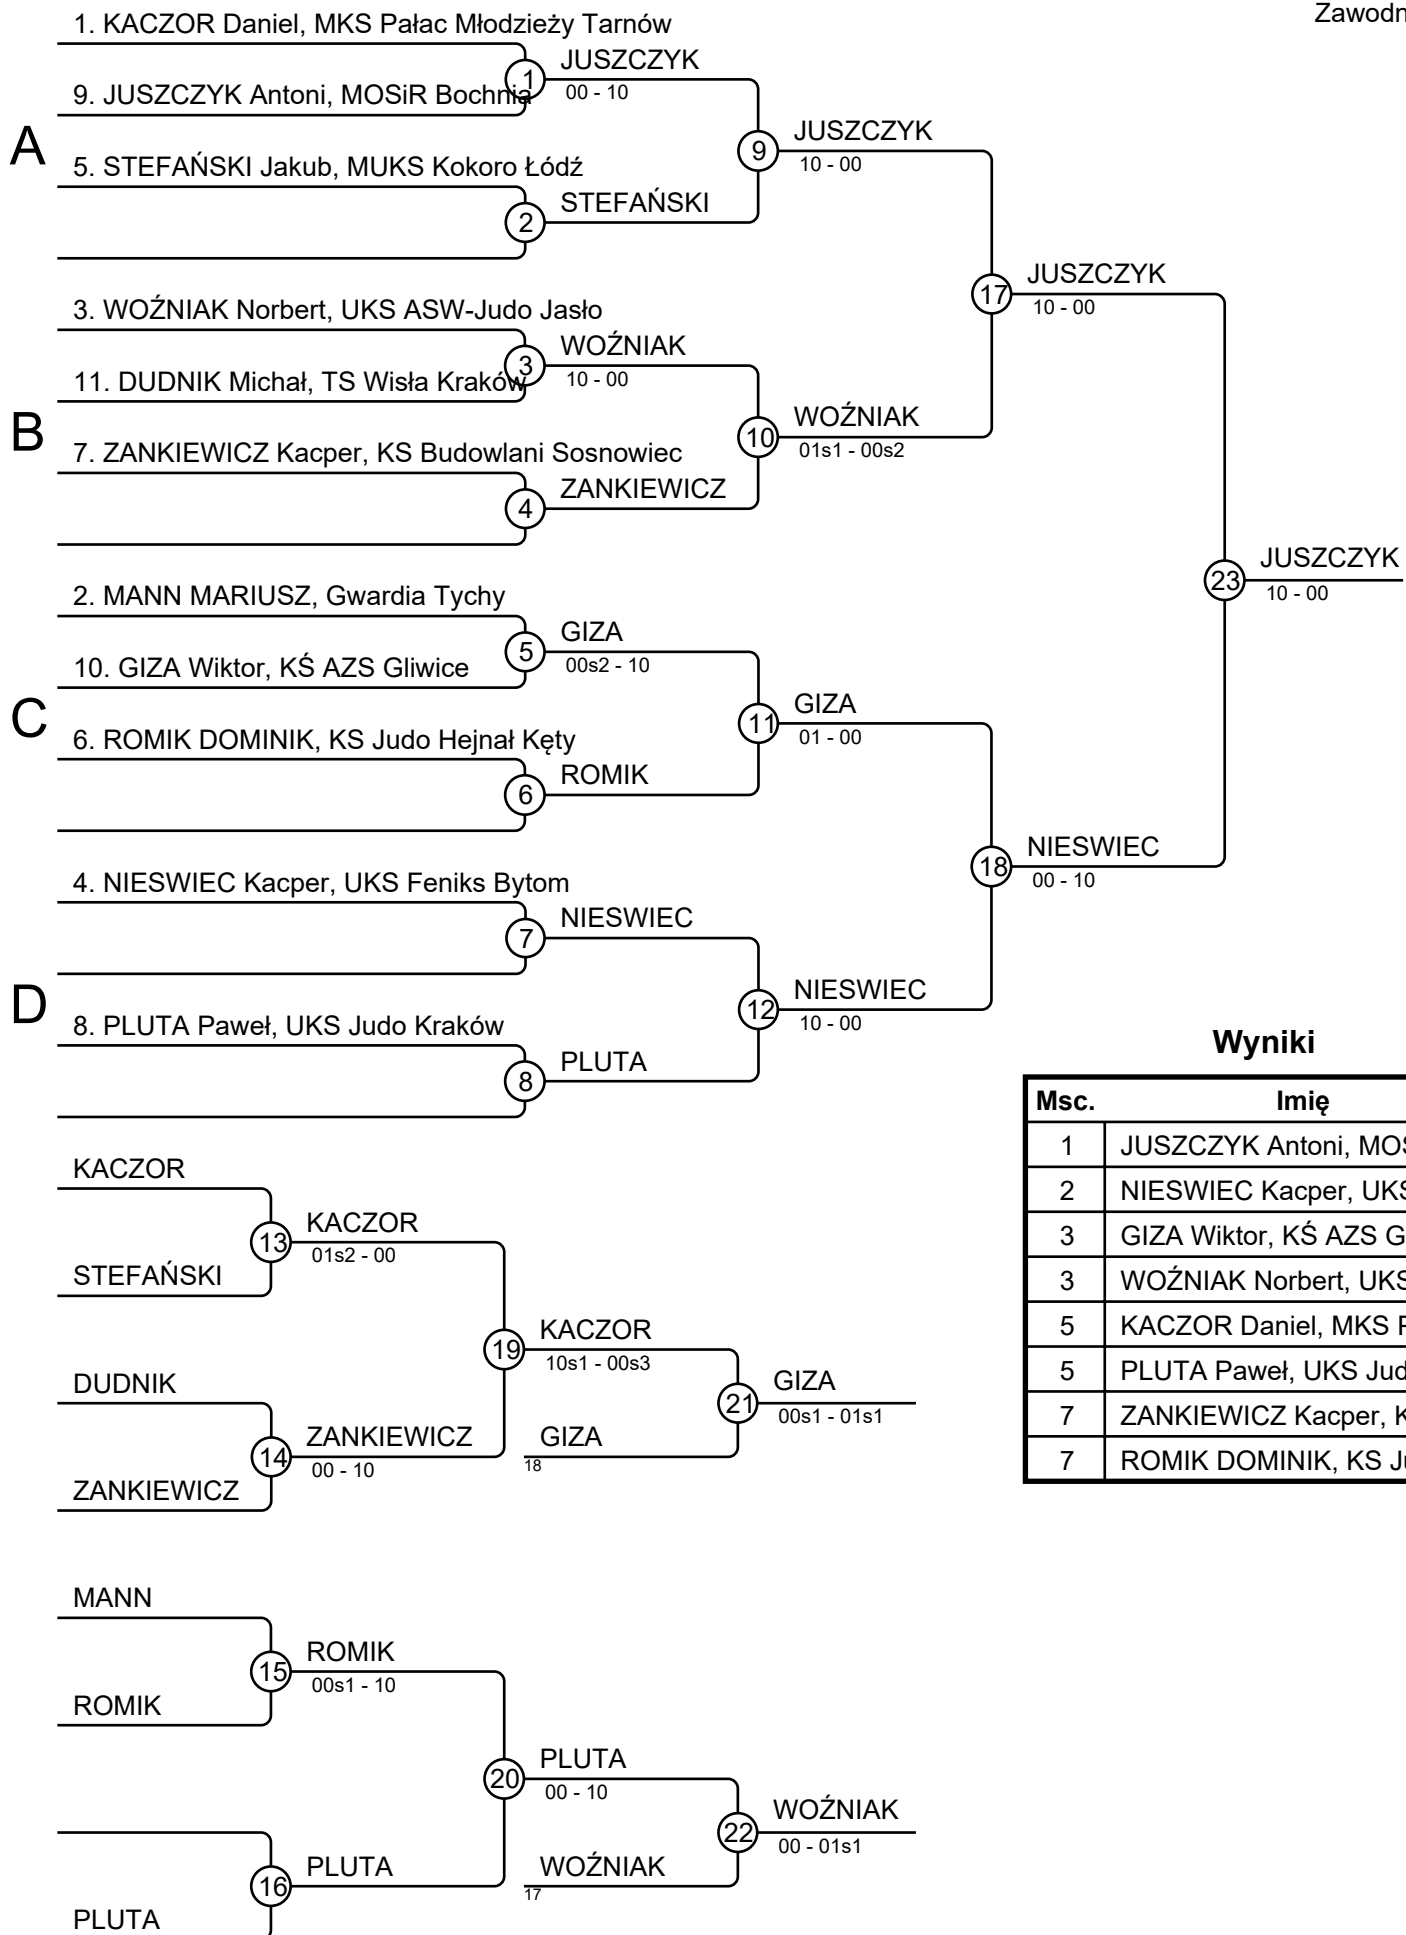 Zawodn
1. KACZOR Daniel, MKS Pałac Młodzieży Tarnów
1
JUSZCZYK
00 - 10
9. JUSZCZYK Antoni, MOSiR Bochnia
A
9
JUSZCZYK
10 - 00
5. STEFAŃSKI Jakub, MUKS Kokoro Łódź
2
STEFAŃSKI
17
JUSZCZYK
10 - 00
3. WOŹNIAK Norbert, UKS ASW-Judo Jasło
3
WOŹNIAK
10 - 00
11. DUDNIK Michał, TS Wisła Kraków
B
10
WOŹNIAK
01s1 - 00s2
7. ZANKIEWICZ Kacper, KS Budowlani Sosnowiec
4
ZANKIEWICZ
23
JUSZCZYK
10 - 00
2. MANN MARIUSZ, Gwardia Tychy
5
GIZA
00s2 - 10
10. GIZA Wiktor, KŚ AZS Gliwice
C
11
GIZA
01 - 00
6. ROMIK DOMINIK, KS Judo Hejnał Kęty
6
ROMIK
18
NIESWIEC
00 - 10
4. NIESWIEC Kacper, UKS Feniks Bytom
7
NIESWIEC
D
12
NIESWIEC
10 - 00
8. PLUTA Paweł, UKS Judo Kraków
8
PLUTA
Wyniki
Msc. Imię
1 JUSZCZYK Antoni, MOS
2 NIESWIEC Kacper, UKS
3 GIZA Wiktor, KŚ AZS G
3 WOŹNIAK Norbert, UKS
5 KACZOR Daniel, MKS P
5 PLUTA Paweł, UKS Jud
7 ZANKIEWICZ Kacper, K
7 ROMIK DOMINIK, KS Ju
KACZOR
13
KACZOR
01s2 - 00
STEFAŃSKI
19
KACZOR
10s1 - 00s3
DUDNIK
14
ZANKIEWICZ
00 - 10
ZANKIEWICZ
GIZA
18
21
GIZA
00s1 - 01s1
MANN
15
ROMIK
00s1 - 10
ROMIK
20
PLUTA
00 - 10
16
PLUTA
PLUTA
WOŹNIAK
17
22
WOŹNIAK
00 - 01s1